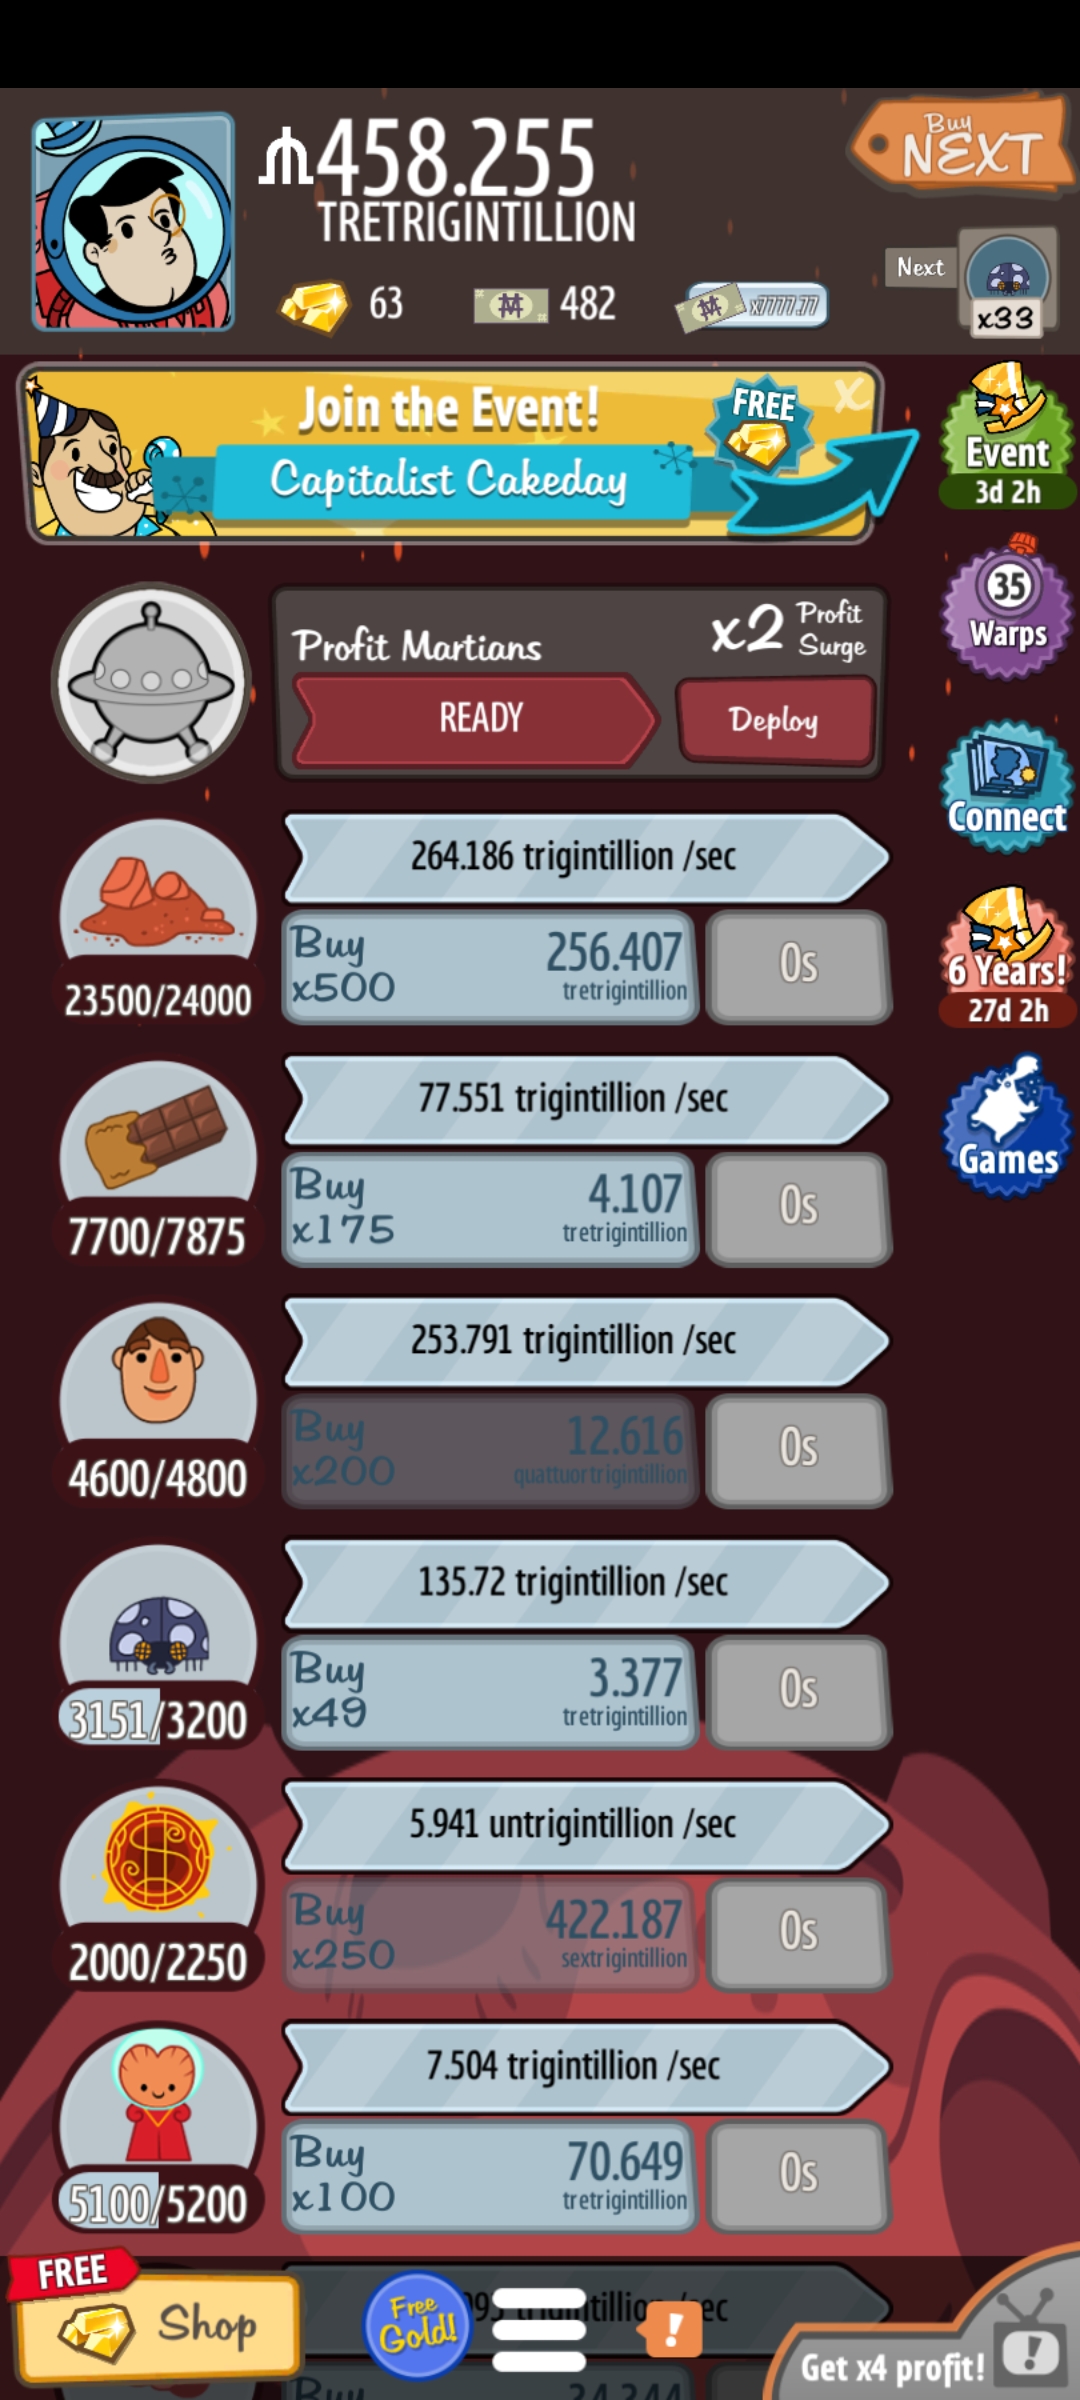 458.255
TRETRIGINTILLION
Buy
NEXT
63
482
x7777.77
Next
x33
Join the Event!
Capitalist Cakeday
FREE
x
Event
3d 2h
35
Warps
Profit Martians
x2 Profit
Surge
READY
Deploy
Connect
264.186 trigintillion /sec
Buy
x500
256.407
tretrigintillion
0s
23500/24000
6 Years!
27d 2h
77.551 trigintillion /sec
Buy
x175
4.107
tretrigintillion
0s
7700/7875
Games
253.791 trigintillion /sec
Buy
x200
12.616
quattuortrigintillion
0s
4600/4800
135.72 trigintillion /sec
Buy
x49
3.377
tretrigintillion
0s
3151/3200
5.941 untrigintillion /sec
Buy
x250
422.187
sextrigintillion
0s
2000/2250
7.504 trigintillion /sec
Buy
x100
70.649
tretrigintillion
0s
5100/5200
FREE
Shop
Free
Gold!
!
Get x4 profit!
!
Buy